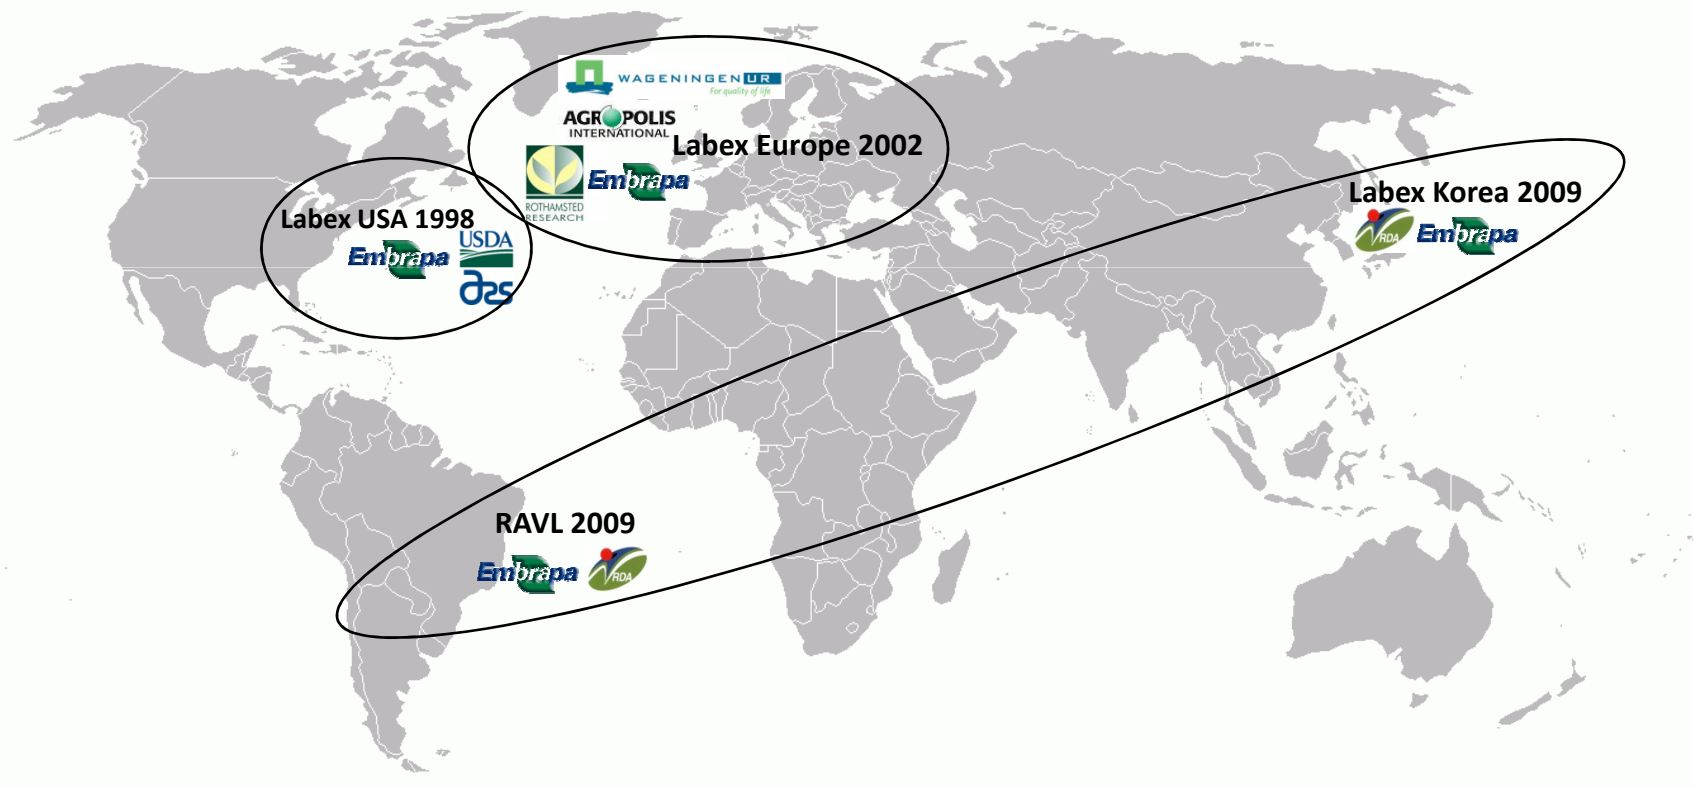 WAGENINGEN UR
For quality of life
AGROPOLIS
INTERNATIONAL
Labex Europe 2002
Embrapa
ROTHAMSTED
RESEARCH
Labex USA 1998
Embrapa
USDA
ars
Labex Korea 2009
RDA
Embrapa
RAVL 2009
Embrapa
RDA